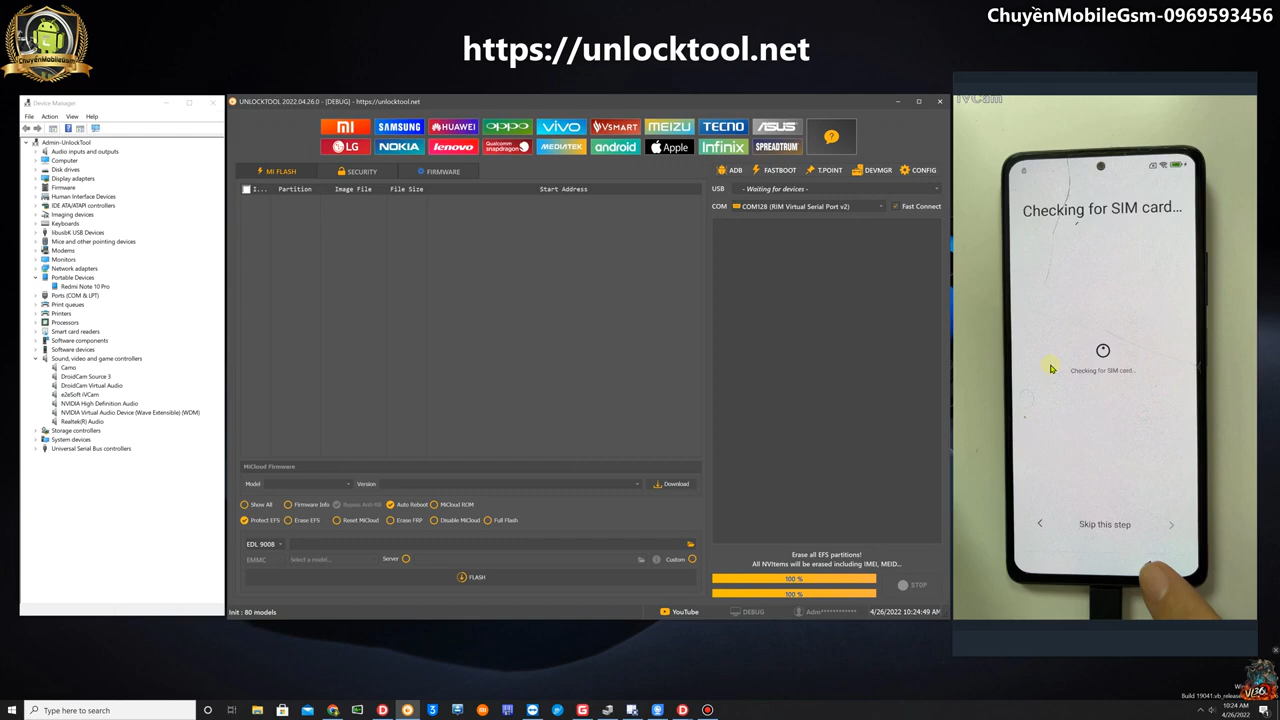 ChuyềnMobileGsm-0969593456
https://unlocktool.net
ChuyềnMobileGsm
Device Manager
File Action View Help
Admin-UnlockTool
Audio inputs and outputs
Computer
Disk drives
Display adapters
Firmware
Human Interface Devices
IDE ATA/ATAPI controllers
Imaging devices
Keyboards
libusbK USB Devices
Mice and other pointing devices
Modems
Monitors
Network adapters
Portable Devices
Redmi Note 10 Pro
Ports (COM & LPT)
Print queues
Printers
Processors
Smart card readers
Software components
Software devices
Sound, video and game controllers
Camo
DroidCam Source 3
DroidCam Virtual Audio
e2eSoft iVCam
NVIDIA High Definition Audio
NVIDIA Virtual Audio Device (Wave Extensible) (WDM)
Realtek(R) Audio
Storage controllers
System devices
Universal Serial Bus controllers
UNLOCKTOOL 2022.04.26.0 - [DEBUG] - https://unlocktool.net
MI SAMSUNG HUAWEI oppo vivo VSMART MEIZU TECNO ASUS
LG NOKIA lenovo Qualcomm snapdragon MEDIATEK android Apple Infinix SPREADTRUM
MI FLASH SECURITY FIRMWARE
ADB FASTBOOT T.POINT DEVMGR CONFIG
I... Partition Image File File Size Start Address
USB - Waiting for devices -
COM COM128 (RIM Virtual Serial Port v2) Fast Connect
MiCloud Firmware
Model Version Download
Show All Firmware Info Bypass Anti-RB Auto Reboot MiCloud ROM
Protect EFS Erase EFS Reset MiCloud Erase FRP Disable MiCloud Full Flash
EDL 9008
EMMC Select a model... Server Custom
FLASH
Erase all EFS partitions!
All NVItems will be erased including IMEI, MEID...
100 %
100 %
STOP
Init : 80 models
YouTube DEBUG Adm************ 4/26/2022 10:24:49 AM
iVCam
Checking for SIM card...
Checking for SIM card...
Skip this step
Type here to search
Build 19041.vb_release
10:24 AM
4/26/2022